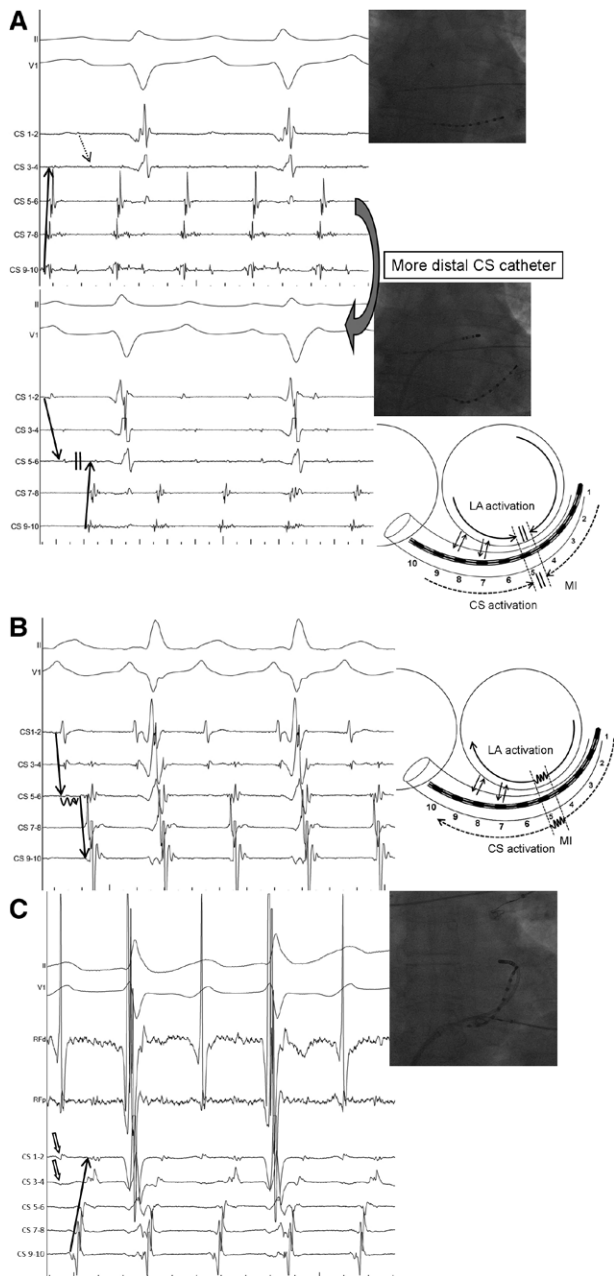 A
II
V1
CS 1-2
CS 3-4
CS 5-6
CS 7-8
CS 9-10
More distal CS catheter
II
V1
CS 1-2
CS 3-4
CS 5-6
CS 7-8
CS 9-10
LA activation
1
2
3
4
5
6
7
8
9
10
MI
CS activation
B
II
V1
CS1-2
CS 3-4
CS 5-6
CS 7-8
CS 9-10
LA activation
1
2
3
4
5
6
7
8
9
10
MI
CS activation
C
II
V1
RFd
RFp
CS 1-2
CS 3-4
CS 5-6
CS 7-8
CS 9-10